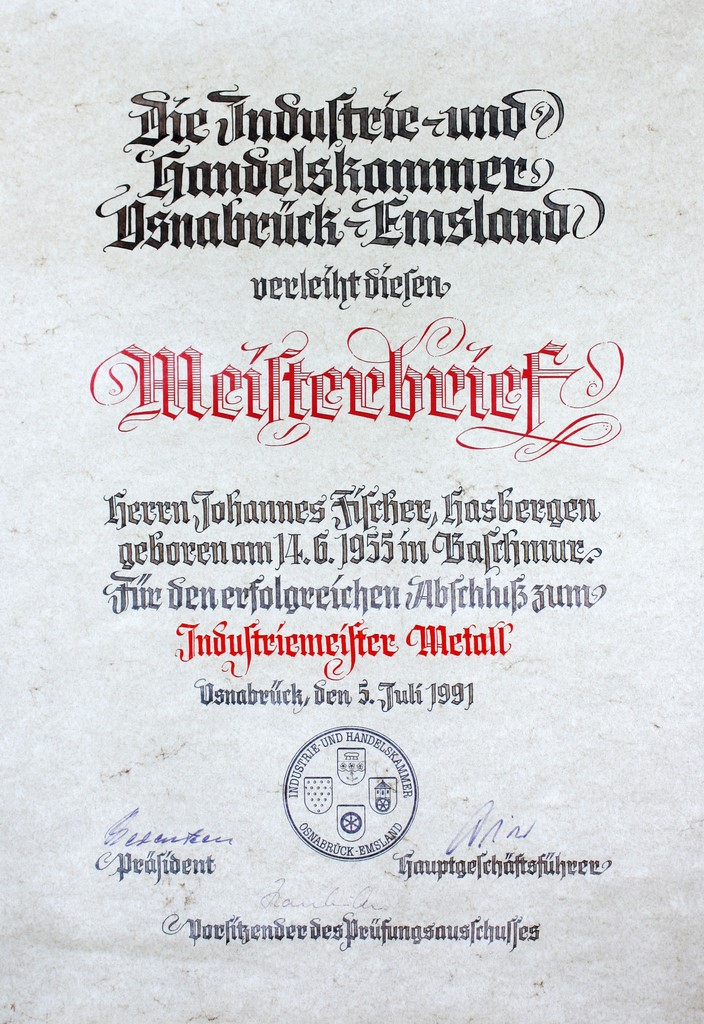 Die Industrie-und
Handelskammer
Osnabrück-Emsland
verleiht diesen
Meisterbrief
Herrn Johannes Fischer, Hasbergen
geboren am 14.6.1955 in Baschmur.
Für den erfolgreichen Abschluß zum
Industriemeister Metall
Osnabrück, den 5. Juli 1991
INDUSTRIE-UND HANDELSKAMMER
OSNABRÜCK-EMSLAND
Präsident
Hauptgeschäftsführer
Vorsitzender des Prüfungsausschusses